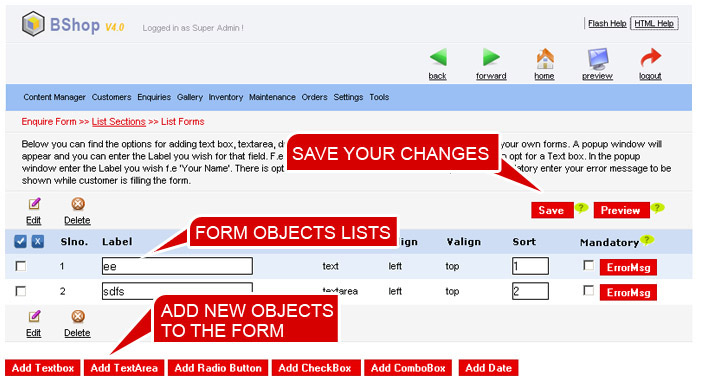 BShop V4.0
Logged in as Super Admin !
Flash Help HTML Help
back forward home preview logout
Content Manager Customers Enquiries Gallery Inventory Maintenance Orders Settings Tools
Enquire Form >> List Sections >> List Forms
Below you can find the options for adding text box, textarea, your own forms. A popup window will
appear and you can enter the Label you wish for that field. F.e opt for a Text box. In the popup
window enter the Label you wish f.e 'Your Name'. There is opt enter your error message to be
shown while customer is filling the form.
SAVE YOUR CHANGES
Edit Delete
Save ? Preview ?
FORM OBJECTS LISTS
Slno. Label Valign Sort Mandatory ?
1 ee text left top 1 ErrorMsg
2 sdfs textarea left top 2 ErrorMsg
ADD NEW OBJECTS
TO THE FORM
Edit Delete
Add Textbox Add TextArea Add Radio Button Add CheckBox Add ComboBox Add Date